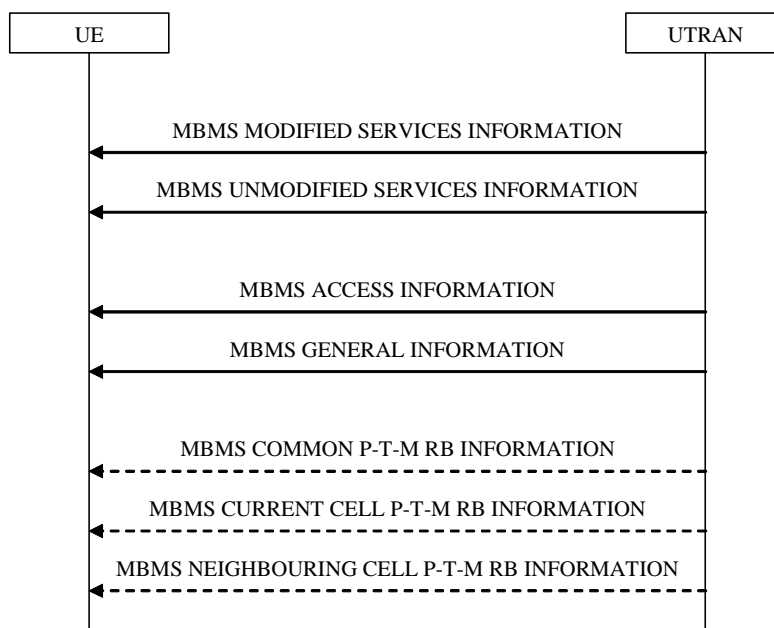 UE
UTRAN
MBMS MODIFIED SERVICES INFORMATION
MBMS UNMODIFIED SERVICES INFORMATION
MBMS ACCESS INFORMATION
MBMS GENERAL INFORMATION
MBMS COMMON P-T-M RB INFORMATION
MBMS CURRENT CELL P-T-M RB INFORMATION
MBMS NEIGHBOURING CELL P-T-M RB INFORMATION